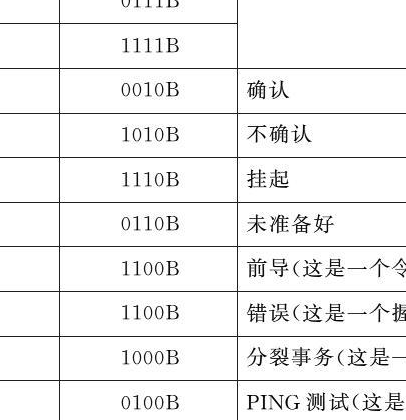 0111B
1111B
0010B 确认
1010B 不确认
1110B 挂起
0110B 未准备好
1100B 前导(这是一个令
1100B 错误(这是一个握
1000B 分裂事务(这是一
0100B PING 测试(这是